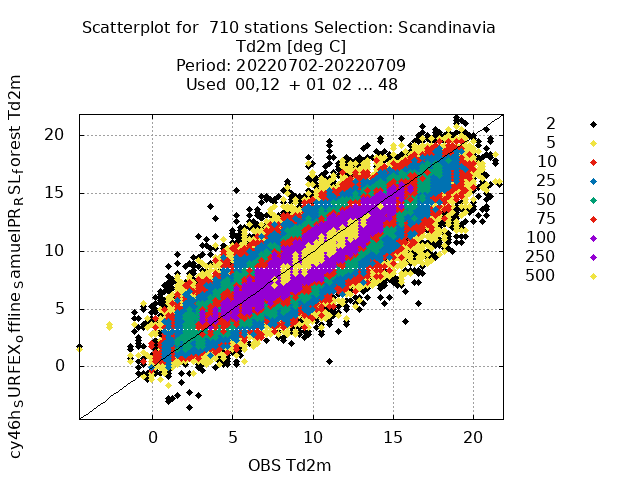 Scatterplot for 710 stations Selection: Scandinavia
Td2m [deg C]
Period: 20220702-20220709
Used 00,12 + 01 02 ... 48
cy46h_SURFEX_offline_samuelPR_RSL_forest Td2m
20
15
10
5
0
0 5 10 15 20
OBS Td2m
2
5
10
25
50
75
100
250
500